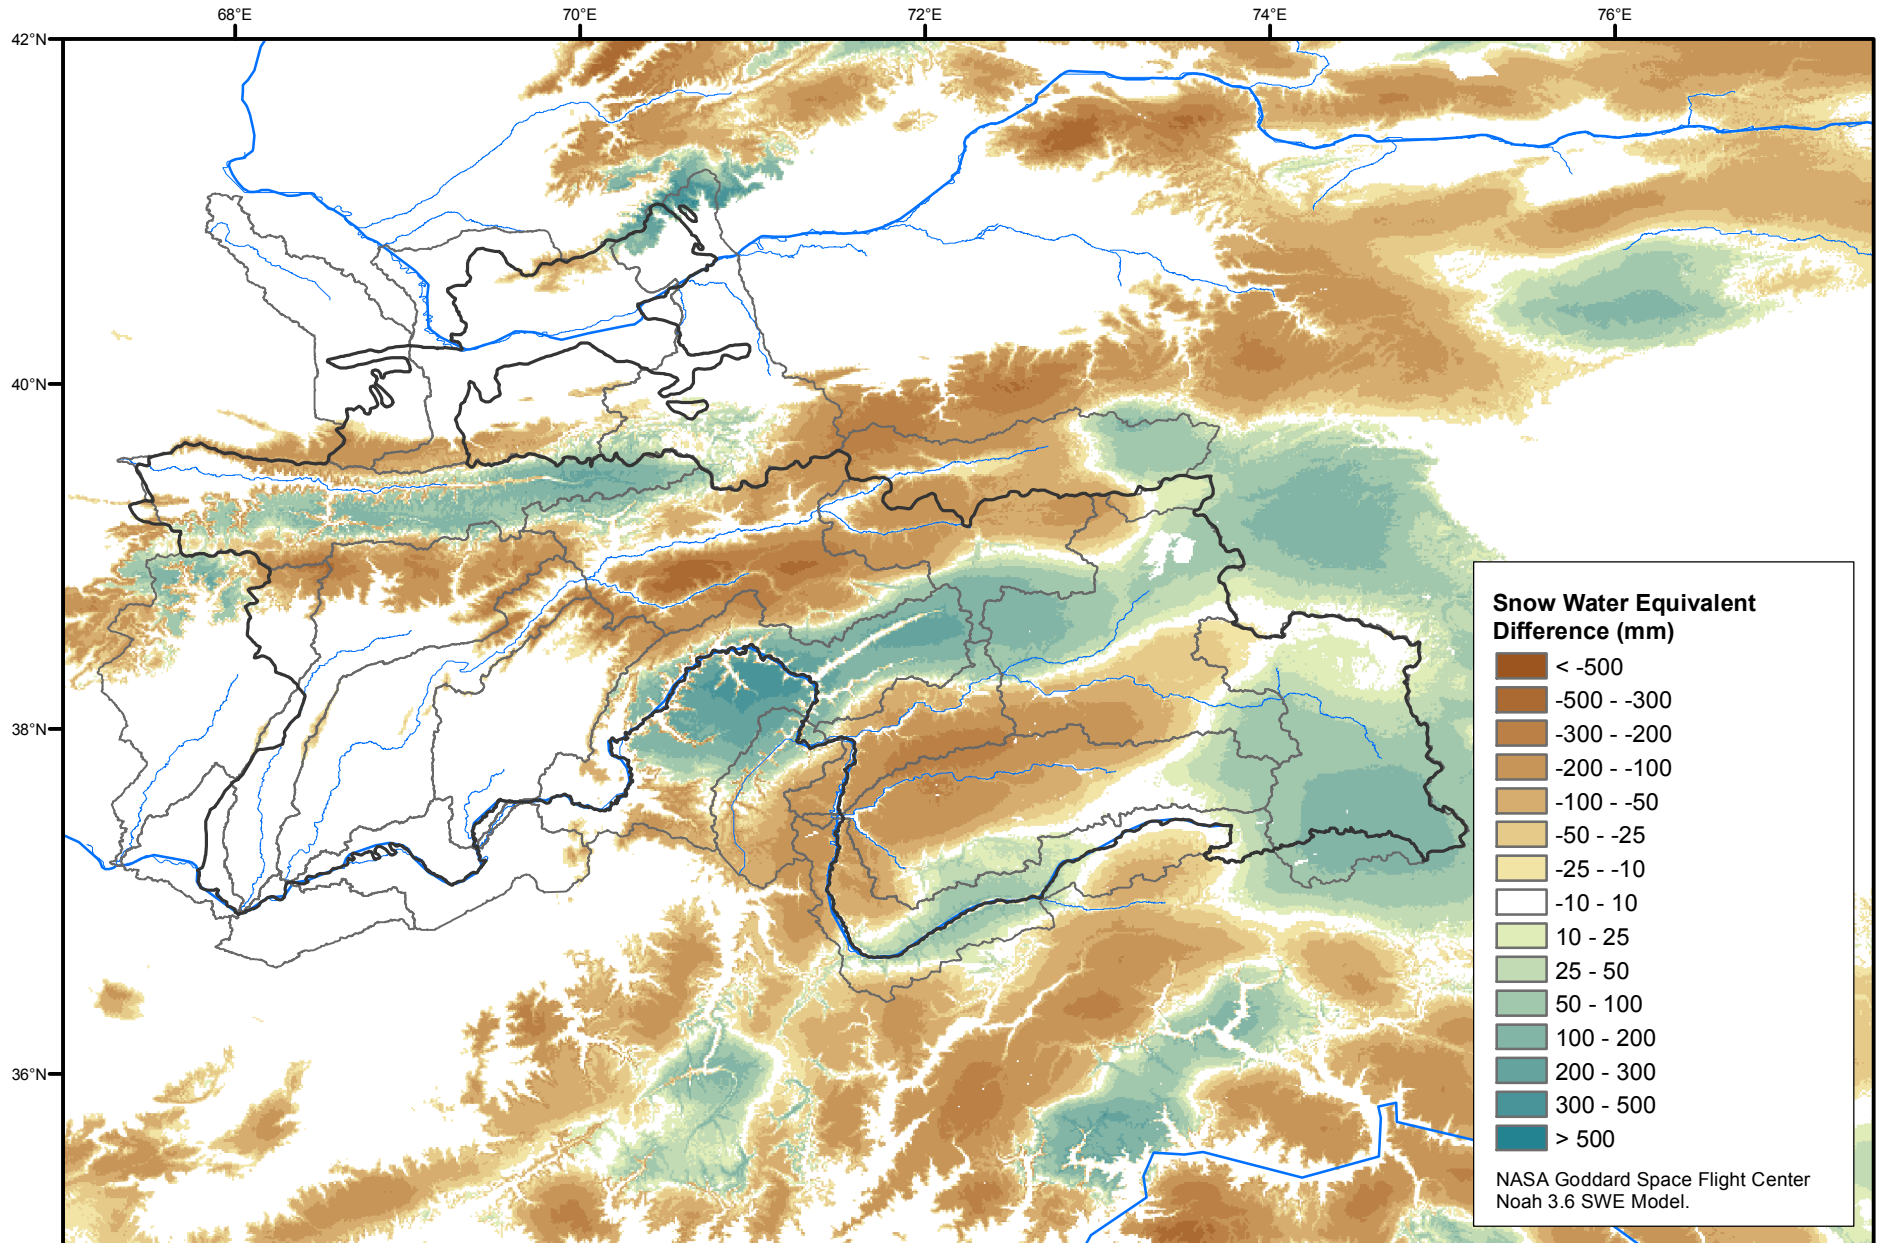 68°E
70°E
72°E
74°E
76°E
42°N
40°N
38°N
36°N
Snow Water Equivalent
Difference (mm)
< -500
-500 - -300
-300 - -200
-200 - -100
-100 - -50
-50 - -25
-25 - -10
-10 - 10
10 - 25
25 - 50
50 - 100
100 - 200
200 - 300
300 - 500
> 500
NASA Goddard Space Flight Center
Noah 3.6 SWE Model.